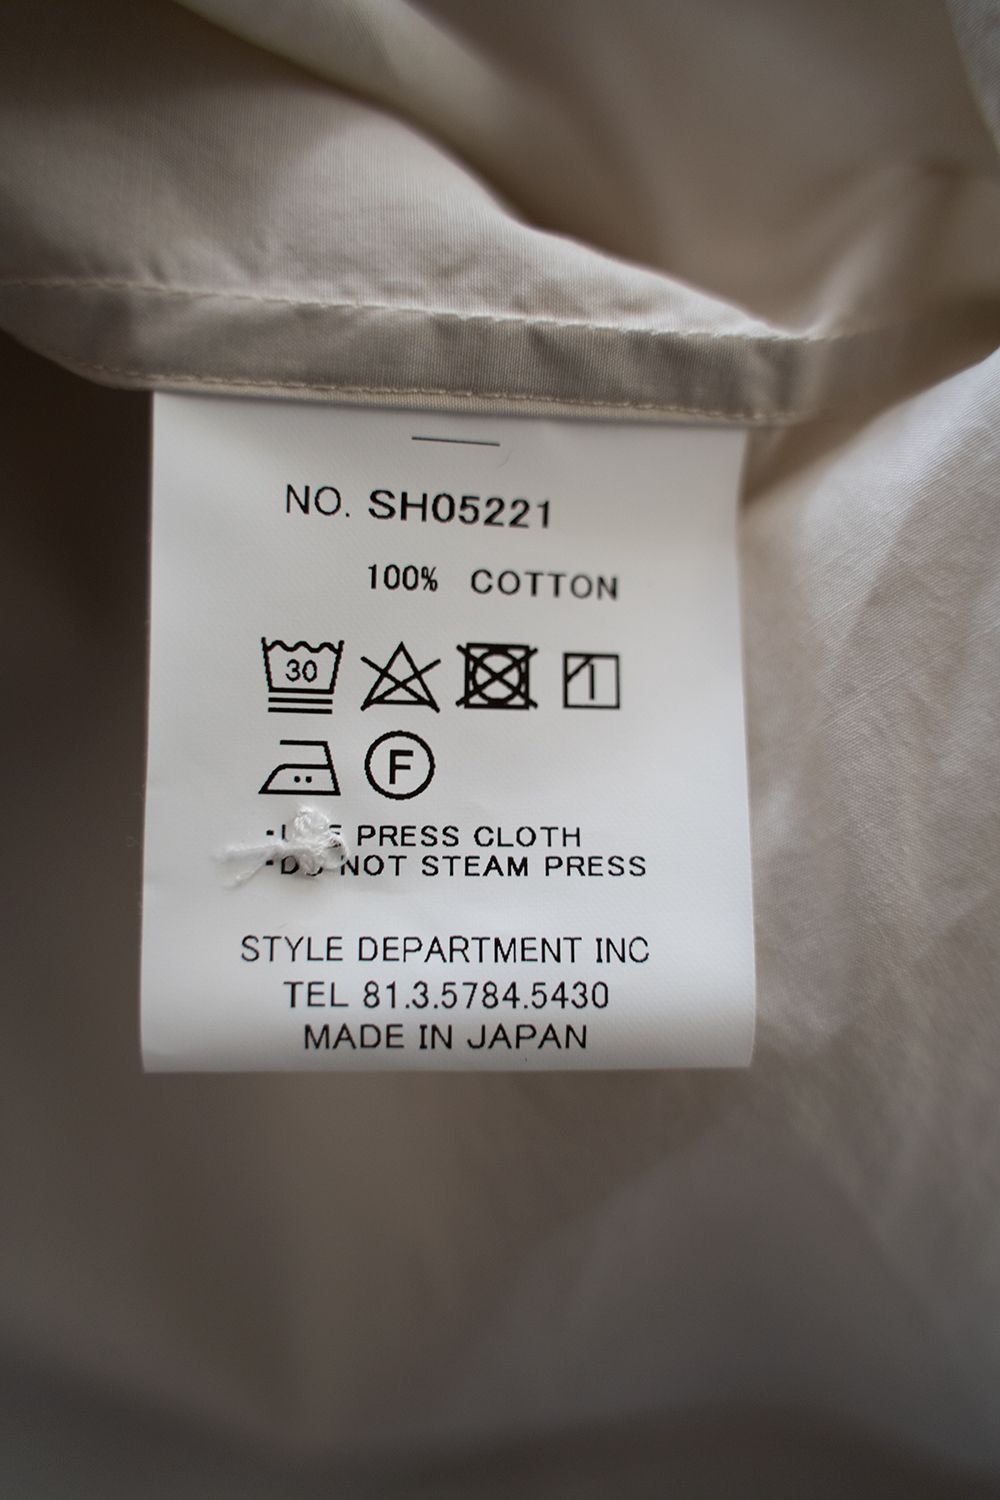 NO. SH05221
100% COTTON
30
F
PRESS CLOTH
NOT STEAM PRESS
STYLE DEPARTMENT INC
TEL 81.3.5784.5430
MADE IN JAPAN